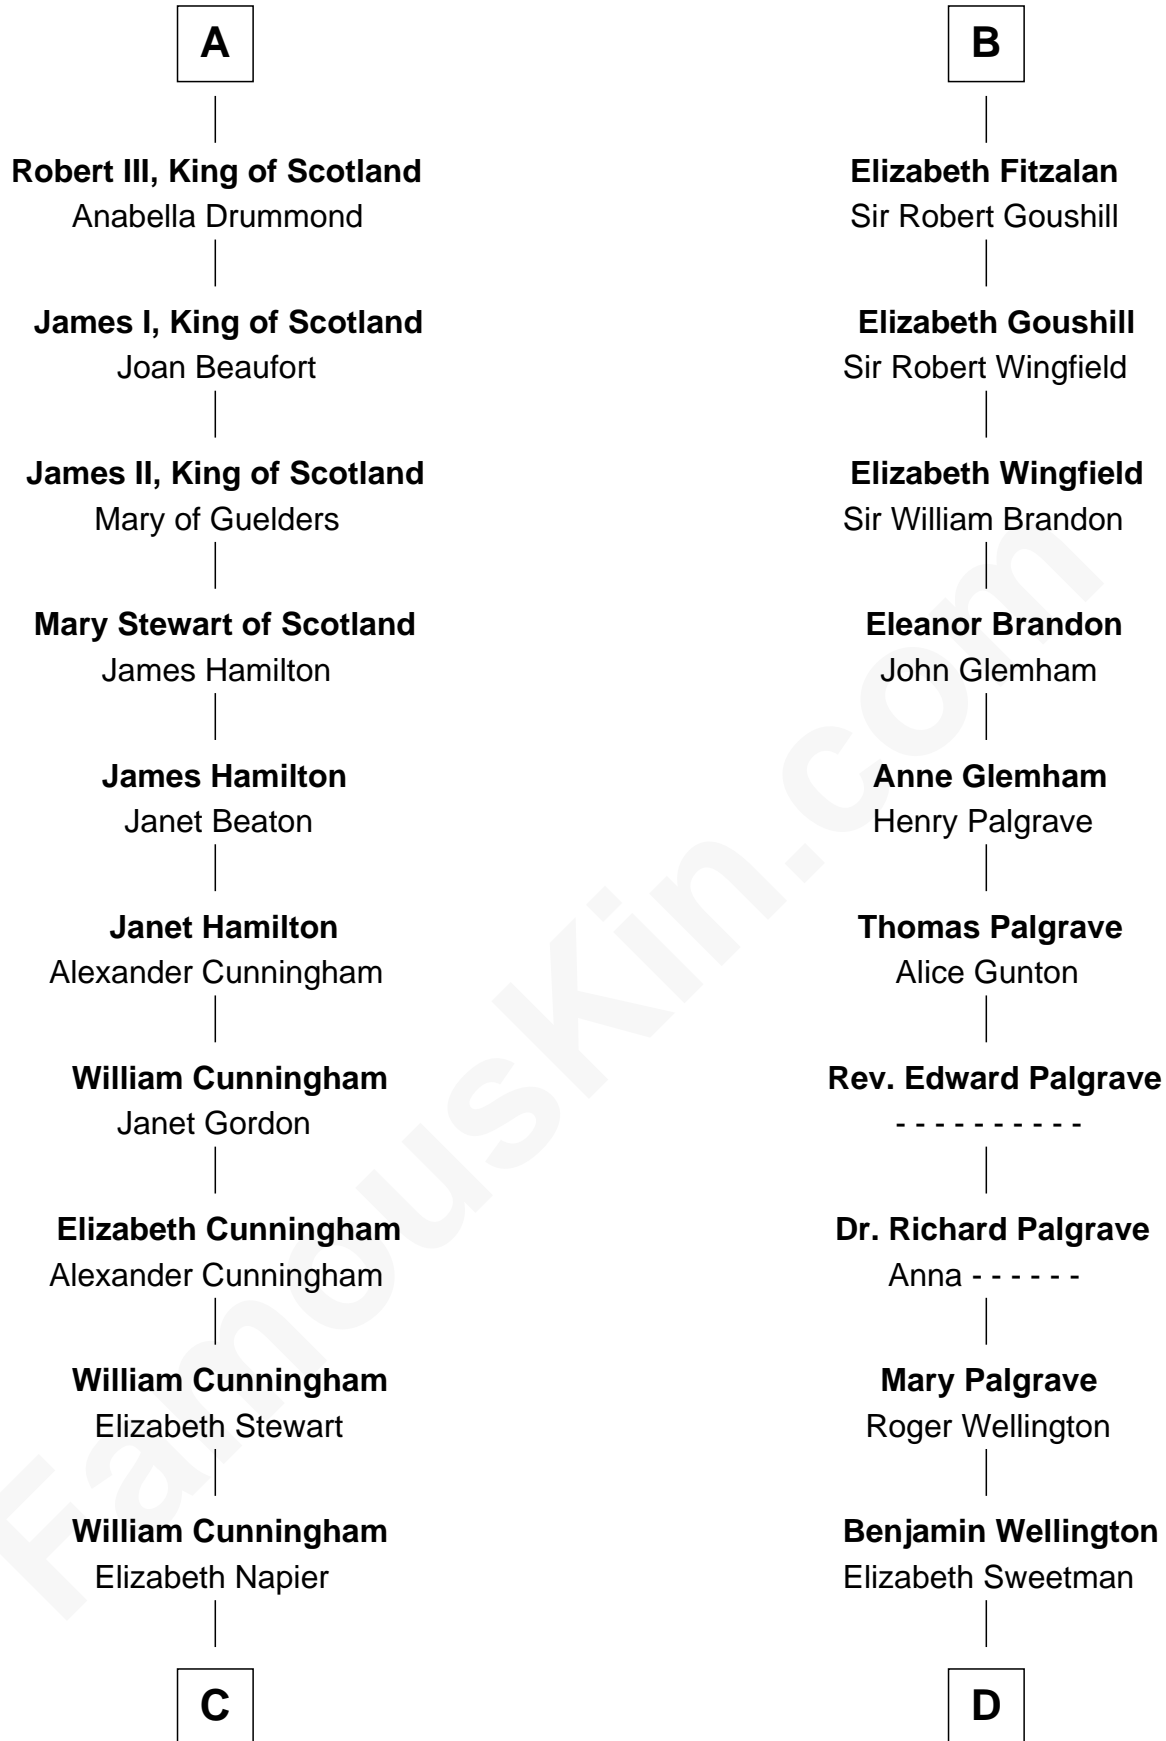 A
Robert III, King of Scotland
Anabella Drummond
James I, King of Scotland
Joan Beaufort
James II, King of Scotland
Mary of Guelders
Mary Stewart of Scotland
James Hamilton
James Hamilton
Janet Beaton
Janet Hamilton
Alexander Cunningham
William Cunningham
Janet Gordon
Elizabeth Cunningham
Alexander Cunningham
William Cunningham
Elizabeth Stewart
William Cunningham
Elizabeth Napier
C
B
Elizabeth Fitzalan
Sir Robert Goushill
Elizabeth Goushill
Sir Robert Wingfield
Elizabeth Wingfield
Sir William Brandon
Eleanor Brandon
John Glemham
Anne Glemham
Henry Palgrave
Thomas Palgrave
Alice Gunton
Rev. Edward Palgrave
- - - - - - - - - -
Dr. Richard Palgrave
Anna - - - - - -
Mary Palgrave
Roger Wellington
Benjamin Wellington
Elizabeth Sweetman
D
FamousKin.com